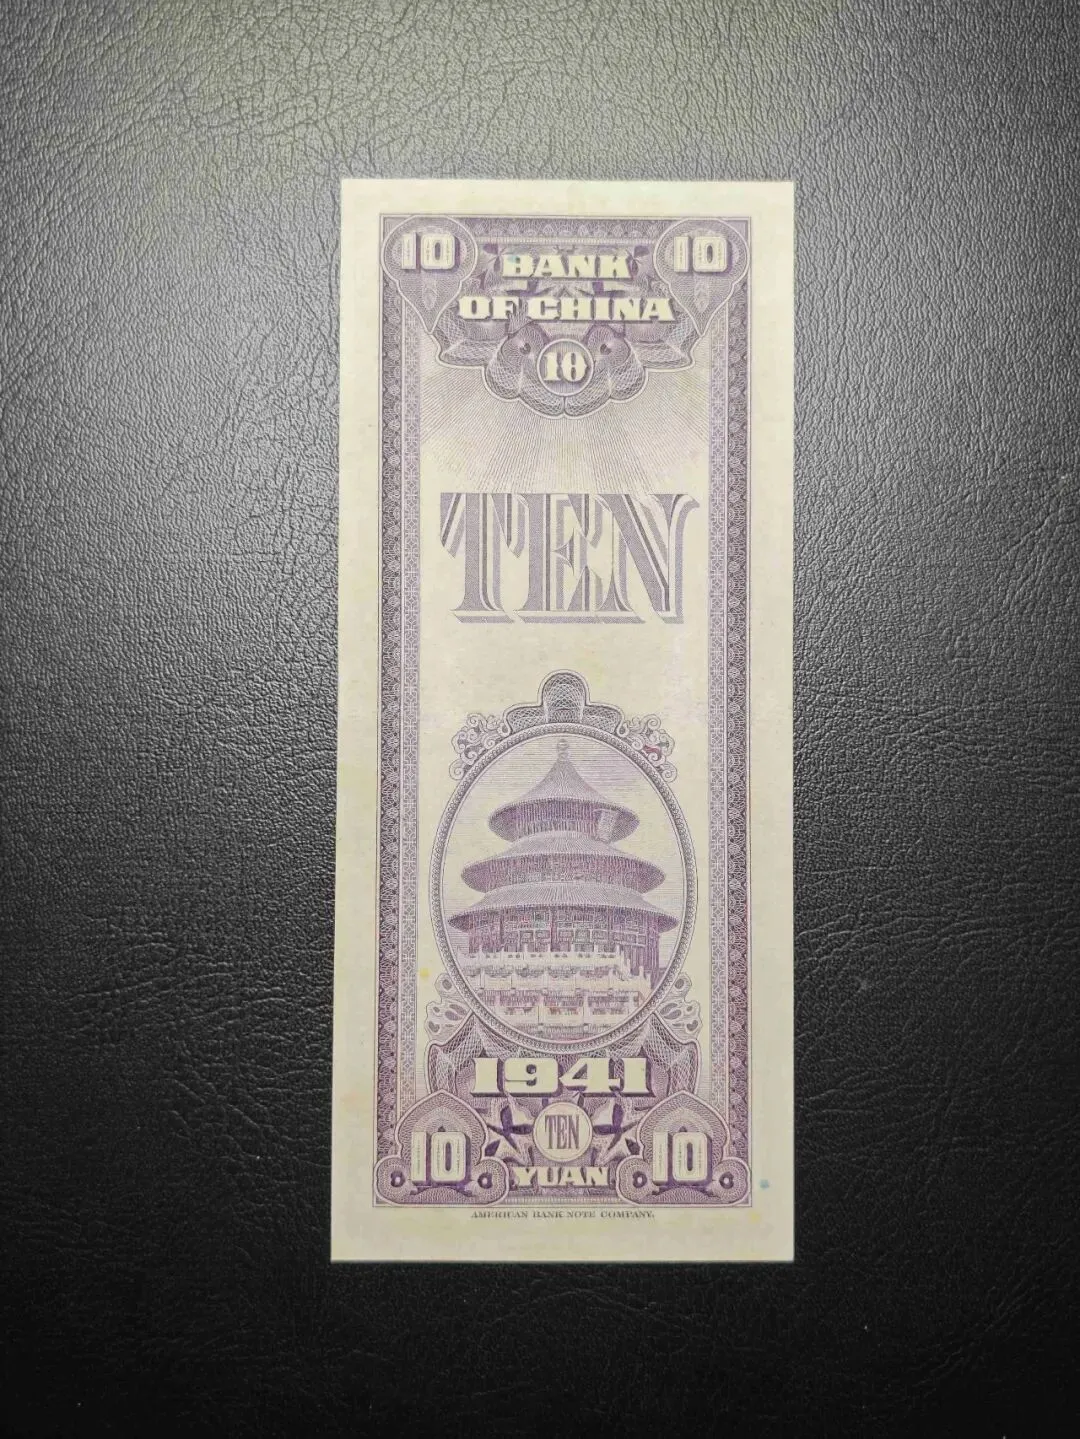 10 BANK 10
OF CHINA
10
TEN
1941
10 TEN 10
YUAN
AMERICAN BANK NOTE COMPANY.